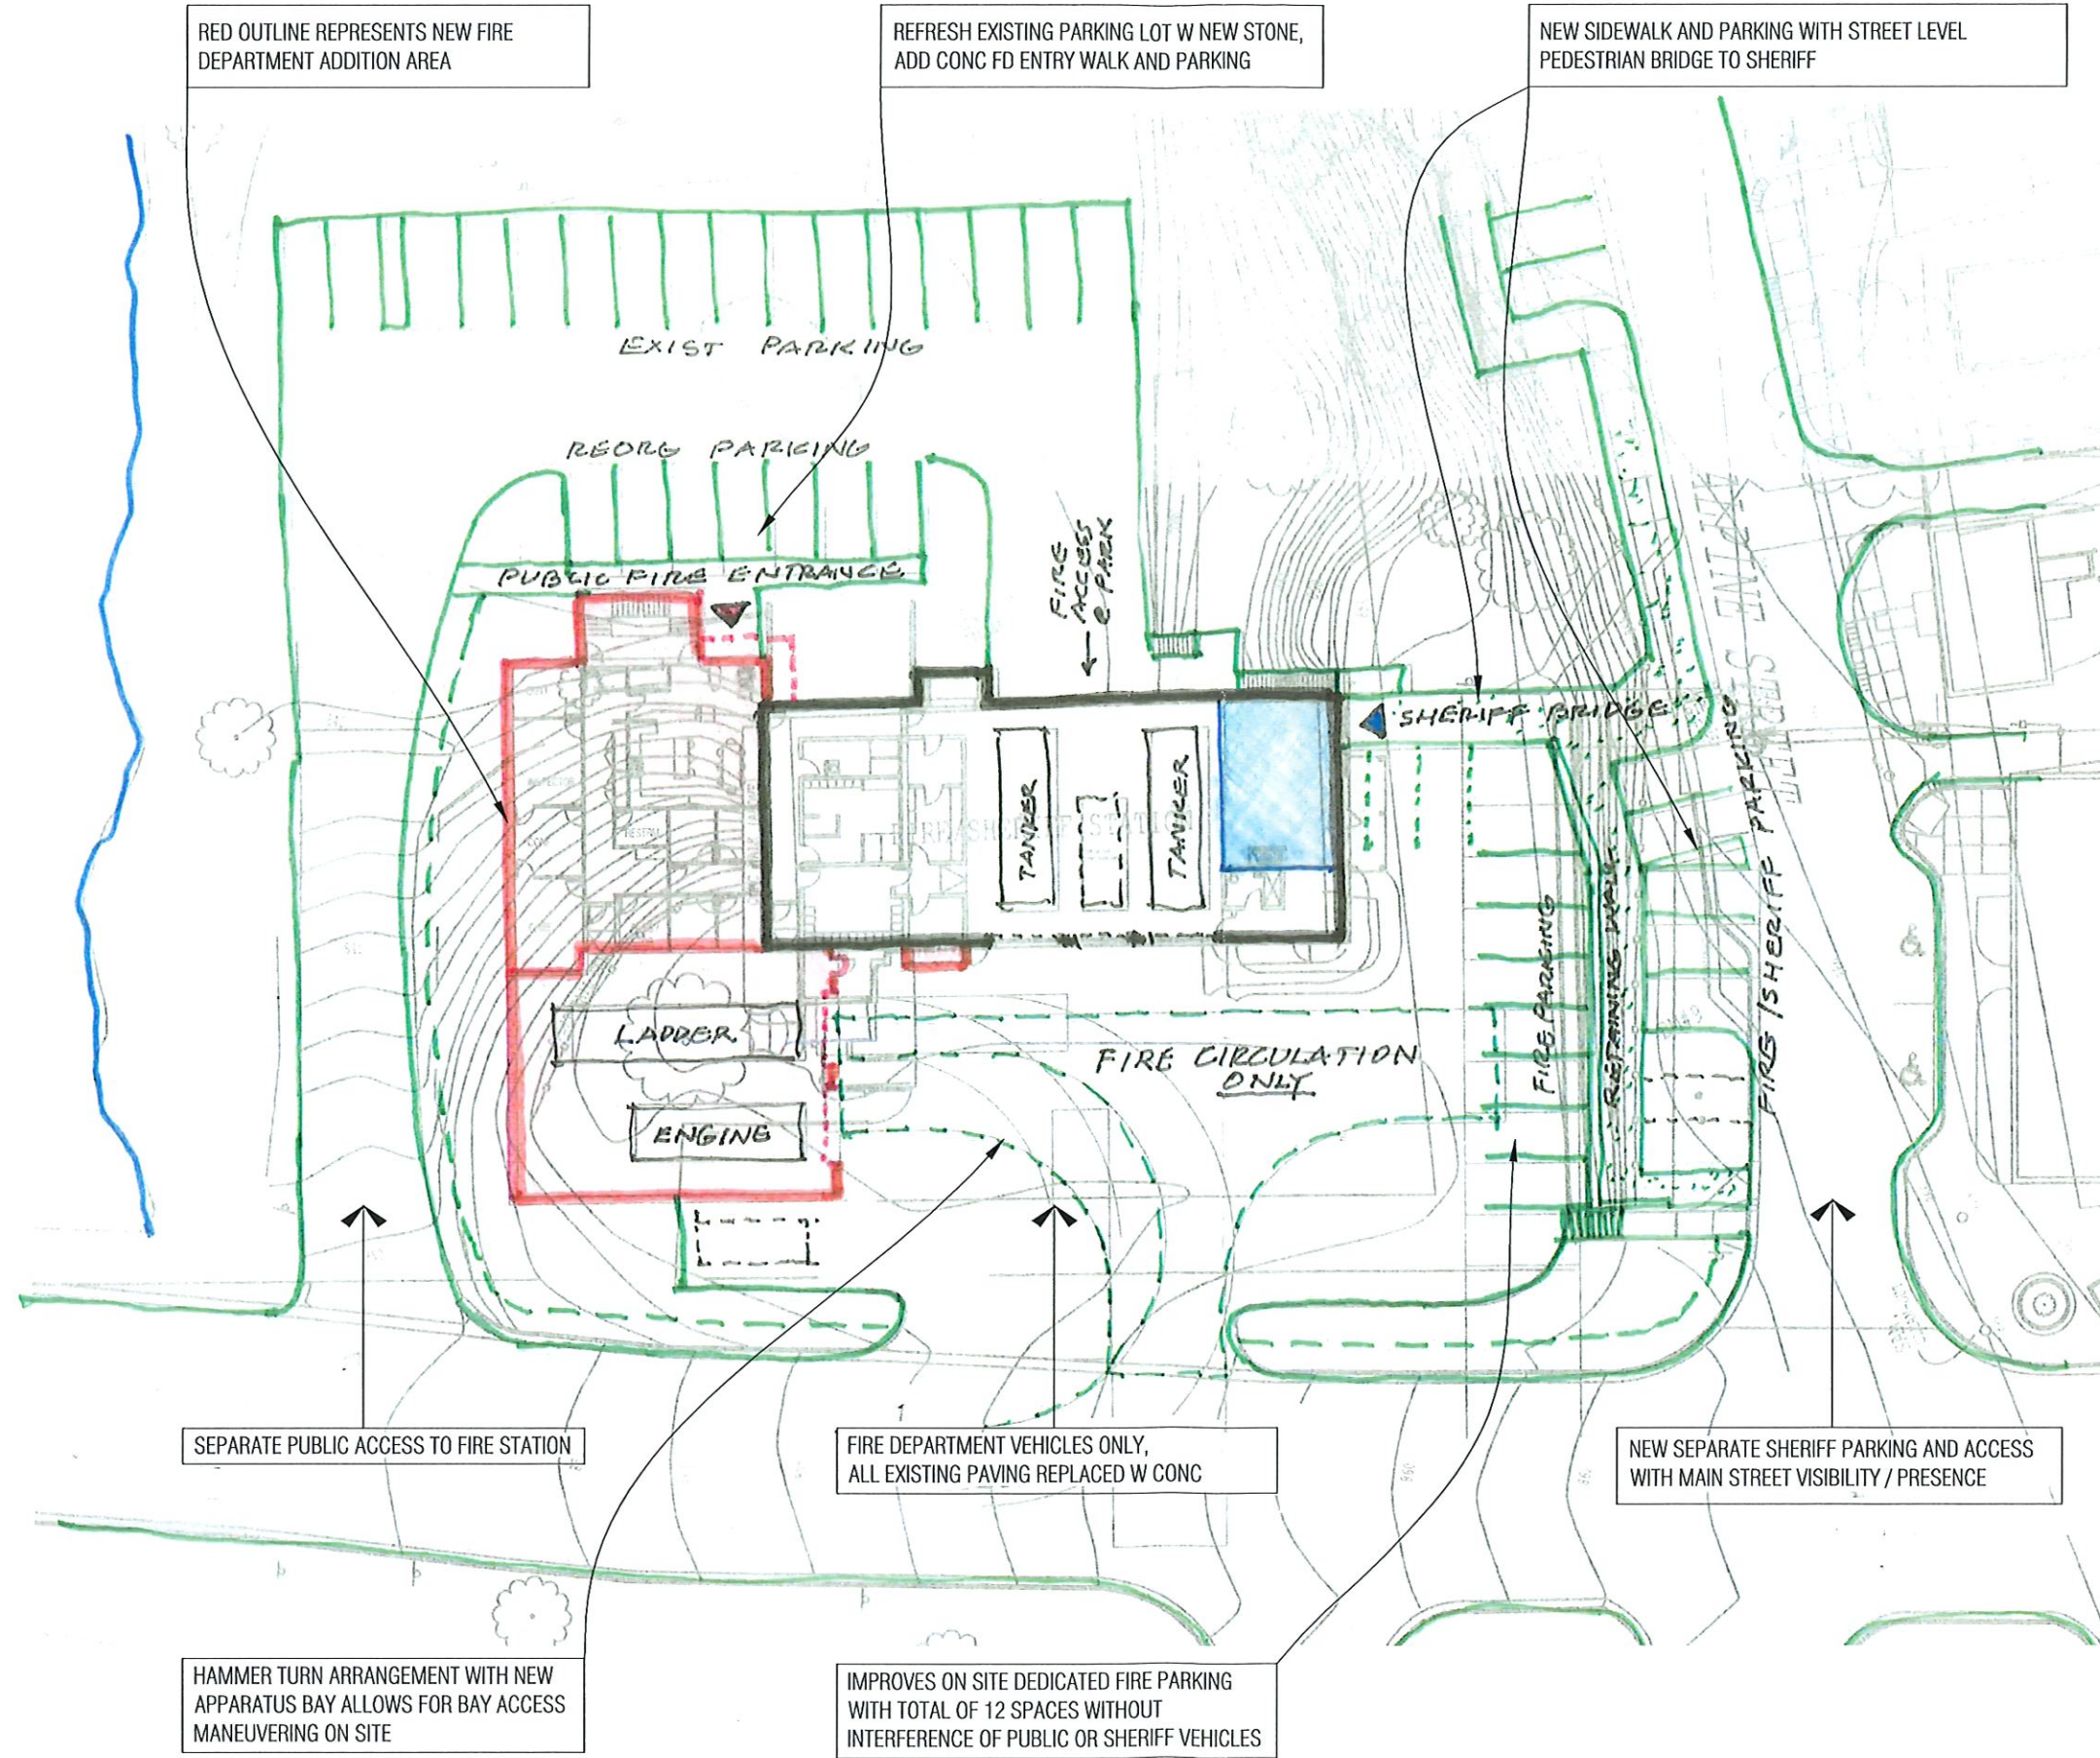 RED OUTLINE REPRESENTS NEW FIRE
DEPARTMENT ADDITION AREA
REFRESH EXISTING PARKING LOT W NEW STONE,
ADD CONC FD ENTRY WALK AND PARKING
NEW SIDEWALK AND PARKING WITH STREET LEVEL
PEDESTRIAN BRIDGE TO SHERIFF
EXIST PARKING
REORG PARKING
PUBLIC FIRE ENTRANCE
FIRE
ACCESS
@ PARK
SHERIFF BRIDGE
TANKER
TANKER
LADDER
ENGINE
FIRE CIRCULATION
ONLY
FIRE PARKING
RETAINING WALL
FIRE / SHERIFF PARKING
SEPARATE PUBLIC ACCESS TO FIRE STATION
FIRE DEPARTMENT VEHICLES ONLY,
ALL EXISTING PAVING REPLACED W CONC
NEW SEPARATE SHERIFF PARKING AND ACCESS
WITH MAIN STREET VISIBILITY / PRESENCE
HAMMER TURN ARRANGEMENT WITH NEW
APPARATUS BAY ALLOWS FOR BAY ACCESS
MANEUVERING ON SITE
IMPROVES ON SITE DEDICATED FIRE PARKING
WITH TOTAL OF 12 SPACES WITHOUT
INTERFERENCE OF PUBLIC OR SHERIFF VEHICLES